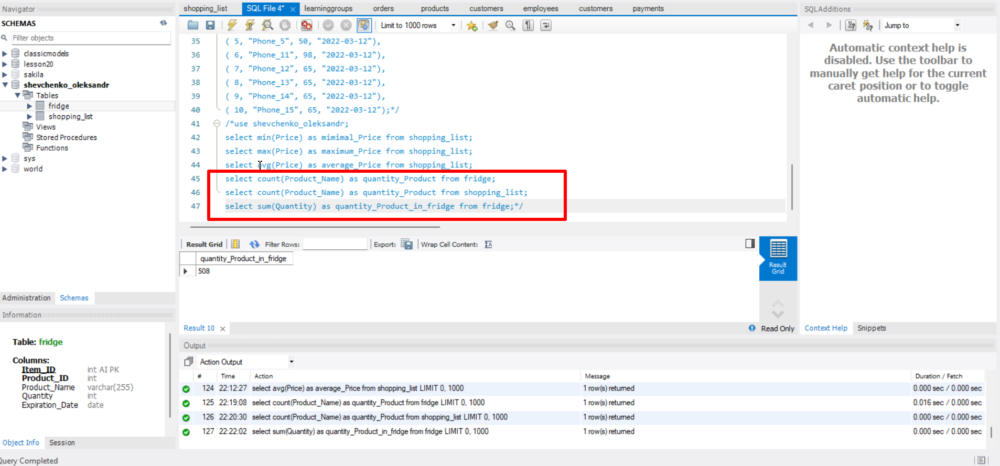 Navigator
SCHEMAS
Filter objects
classicmodels
lesson20
sakila
shevchenko_oleksandr
Tables
fridge
shopping_list
Views
Stored Procedures
Functions
sys
world
Administration Schemas
Information
Table: fridge
Columns:
Item_ID int AI PK
Product_ID int
Product_Name varchar(255)
Quantity int
Expiration_Date date
Object Info Session
Query Completed
shopping_list SQL File 4* learninggroups orders products customers employees customers payments
Limit to 1000 rows
35 ( 5, "Phone_5", 50, "2022-03-12"),
36 ( 6, "Phone_11", 98, "2022-03-12"),
37 ( 7, "Phone_12", 65, "2022-03-12"),
38 ( 8, "Phone_13", 65, "2022-03-12"),
39 ( 9, "Phone_14", 65, "2022-03-12"),
40 ( 10, "Phone_15", 65, "2022-03-12");*/
41 /*use shevchenko_oleksandr;
42 select min(Price) as mimimal_Price from shopping_list;
43 select max(Price) as maximum_Price from shopping_list;
44 select avg(Price) as average_Price from shopping_list;
45 select count(Product_Name) as quantity_Product from fridge;
46 select count(Product_Name) as quantity_Product from shopping_list;
47 select sum(Quantity) as quantity_Product_in_fridge from fridge;*/
Result Grid Filter Rows: Export: Wrap Cell Content:
quantity_Product_in_fridge
508
Result
Grid
Result 10 Read Only
Output
Action Output
# Time Action Message Duration / Fetch
124 22:12:27 select avg(Price) as average_Price from shopping_list LIMIT 0, 1000 1 row(s) returned 0.000 sec / 0.000 sec
125 22:19:08 select count(Product_Name) as quantity_Product from fridge LIMIT 0, 1000 1 row(s) returned 0.016 sec / 0.000 sec
126 22:20:30 select count(Product_Name) as quantity_Product from shopping_list LIMIT 0, 1000 1 row(s) returned 0.000 sec / 0.000 sec
127 22:22:02 select sum(Quantity) as quantity_Product_in_fridge from fridge LIMIT 0, 1000 1 row(s) returned 0.000 sec / 0.000 sec
SQLAdditions
Jump to
Automatic context help is
disabled. Use the toolbar to
manually get help for the current
caret position or to toggle
automatic help.
Context Help Snippets